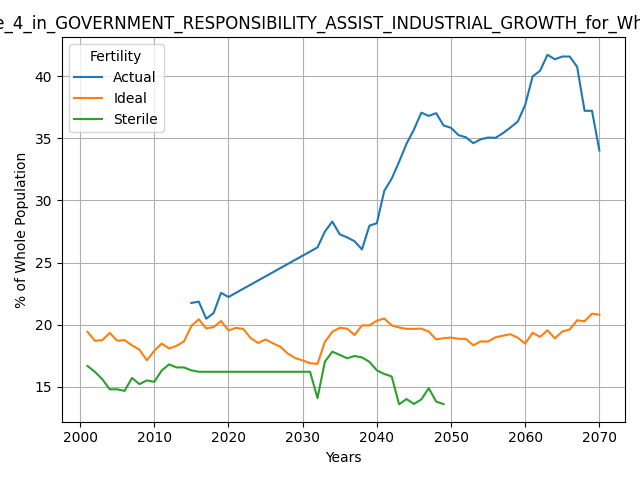 e_4_in_GOVERNMENT_RESPONSIBILITY_ASSIST_INDUSTRIAL_GROWTH_for_Wh
Fertility
Actual
Ideal
Sterile
% of Whole Population
40
35
30
25
20
15
2000 2010 2020 2030 2040 2050 2060 2070
Years